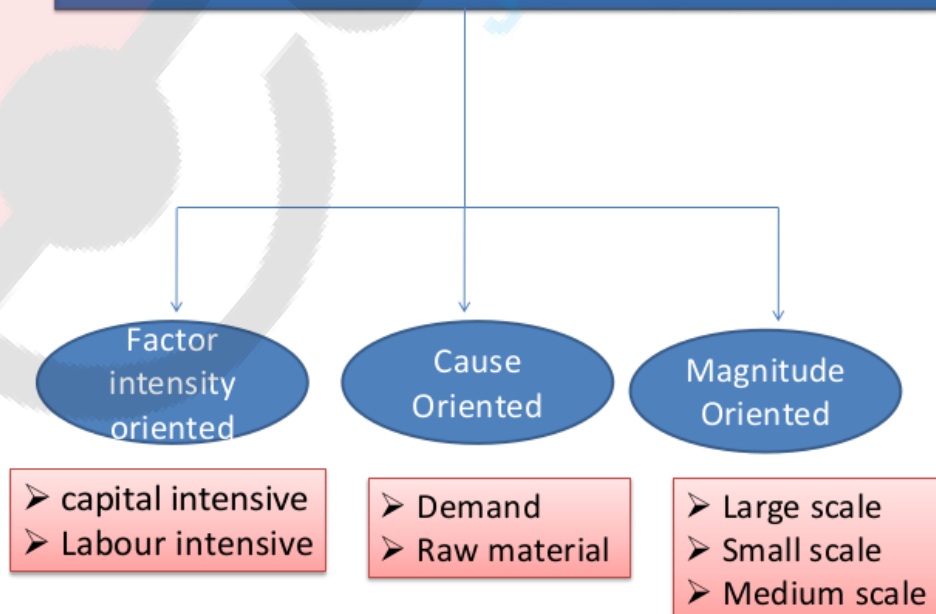 Factor
intensity
oriented
Cause
Oriented
Magnitude
Oriented
➢ capital intensive
➢ Labour intensive
➢ Demand
➢ Raw material
➢ Large scale
➢ Small scale
➢ Medium scale